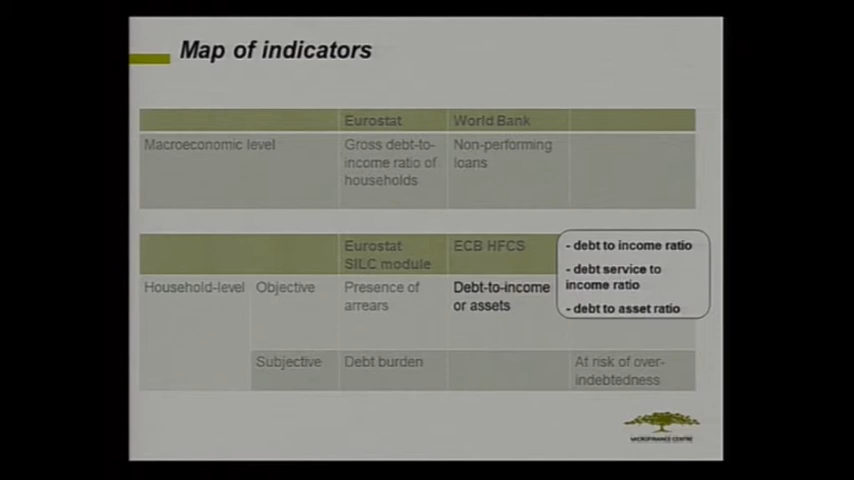 Map of indicators
Eurostat World Bank
Macroeconomic level Gross debt-to- Non-performing
income ratio of loans
households
Eurostat ECB HFCS - debt to income ratio
SILC module - debt service to
income ratio
Household-level Objective Presence of Debt-to-income
arrears or assets - debt to asset ratio
Subjective Debt burden At risk of over-
indebtedness
MICROFINANCE CENTRE